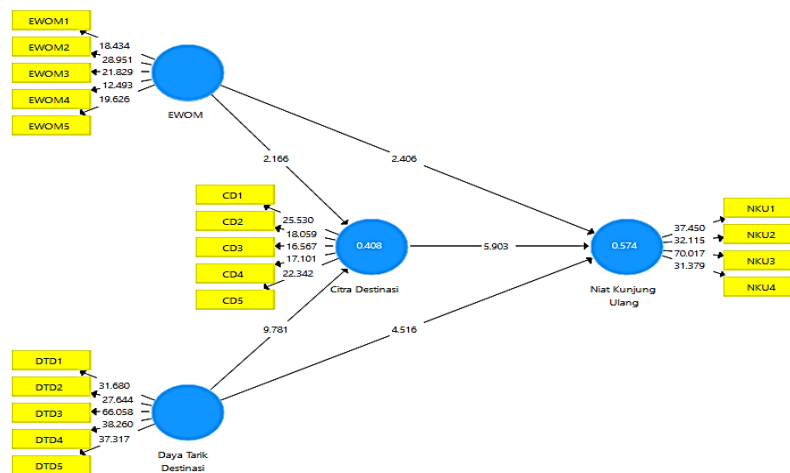 EWOM1
EWOM2
EWOM3
EWOM4
EWOM5
18.434
28.951
21.829
12.493
19.626
EWOM
2.166
2.406
CD1
CD2
CD3
CD4
CD5
25.530
18.059
16.567
17.101
22.342
0.408
Citra Destinasi
5.903
0.574
Niat Kunjung
Ulang
37.450
32.115
70.017
31.379
NKU1
NKU2
NKU3
NKU4
9.781
4.516
DTD1
DTD2
DTD3
DTD4
DTD5
31.680
27.644
66.058
38.260
37.317
Daya Tarik
Destinasi